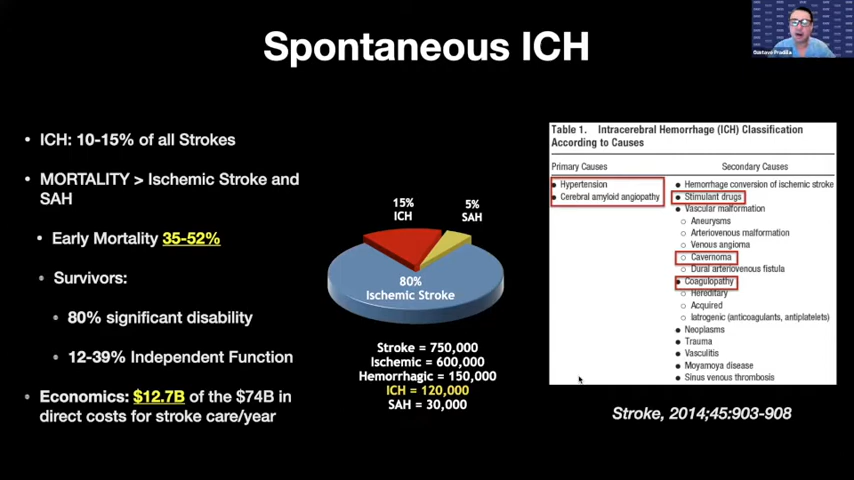 Spontaneous ICH
Gustavo Pradilla
• ICH: 10-15% of all Strokes
• MORTALITY > Ischemic Stroke and
SAH
• Early Mortality 35-52%
• Survivors:
• 80% significant disability
• 12-39% Independent Function
• Economics: $12.7B of the $74B in
direct costs for stroke care/year
15%
ICH
5%
SAH
80%
Ischemic Stroke
Stroke = 750,000
Ischemic = 600,000
Hemorrhagic = 150,000
ICH = 120,000
SAH = 30,000
Table 1. Intracerebral Hemorrhage (ICH) Classification
According to Causes
Primary Causes
• Hypertension
• Cerebral amyloid angiopathy
Secondary Causes
• Hemorrhage conversion of ischemic stroke
• Stimulant drugs
• Vascular malformation
○ Aneurysms
○ Arteriovenous malformation
○ Venous angioma
○ Cavernoma
○ Dural arteriovenous fistula
• Coagulopathy
○ Hereditary
○ Acquired
○ Iatrogenic (anticoagulants, antiplatelets)
• Neoplasms
• Trauma
• Vasculitis
• Moyamoya disease
• Sinus venous thrombosis
Stroke, 2014;45:903-908